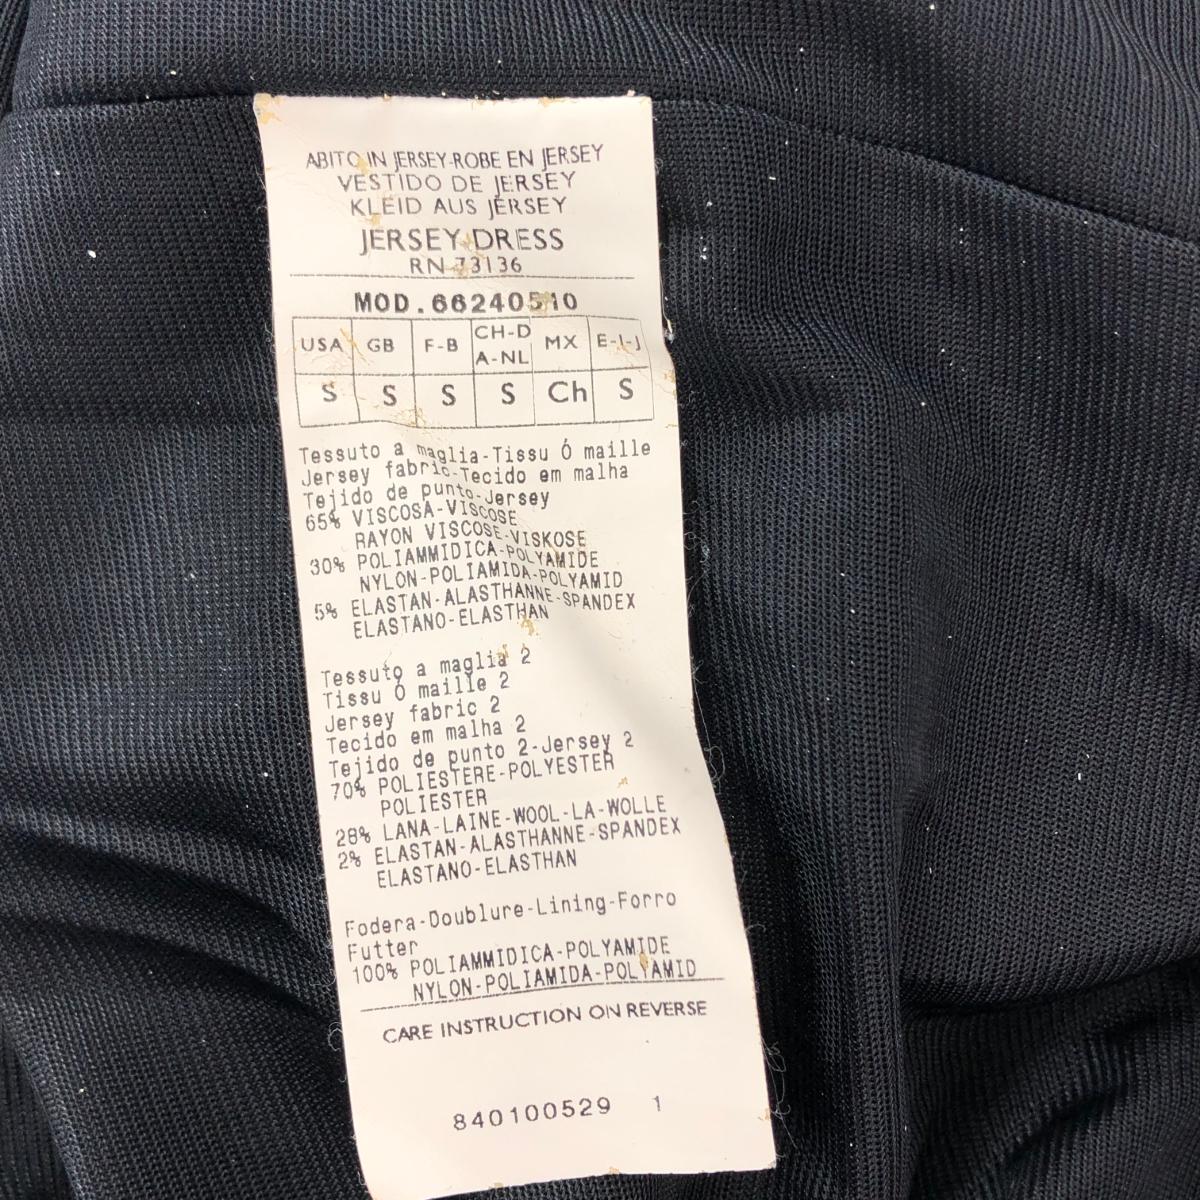 ABITO IN JERSEY-ROBE EN JERSEY
VESTIDO DE JERSEY
KLEID AUS JERSEY
JERSEY DRESS
RN 73136
MOD.66240510
USA GB F-B CH-D A-NL MX E-I-J
S S S S Ch S
Tessuto a maglia-Tissu Ó maille
Jersey fabric-Tecido em malha
Tejido de punto-Jersey
65% VISCOSA-VISCOSE
RAYON VISCOSE-VISKOSE
30% POLIAMMIDICA-POLYAMIDE
NYLON-POLIAMIDA-POLYAMID
5% ELASTAN-ALASTHANNE-SPANDEX
ELASTANO-ELASTHAN
Tessuto a maglia 2
Tissu Ó maille 2
Jersey fabric 2
Tecido em malha 2
Tejido de punto 2-Jersey 2
70% POLIESTERE-POLYESTER
POLIESTER
28% LANA-LAINE-WOOL-LA-WOLLE
2% ELASTAN-ALASTHANNE-SPANDEX
ELASTANO-ELASTHAN
Fodera-Doublure-Lining-Forro
Futter
100% POLIAMMIDICA-POLYAMIDE
NYLON-POLIAMIDA-POLYAMID
CARE INSTRUCTION ON REVERSE
840100529 1